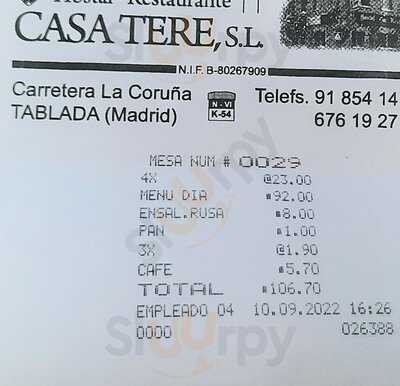 Hostal Restaurante
CASA TERE, S.L.
N.I.F. B-80267909
Carretera La Coruña N - VI Telefs. 91 854 14
TABLADA (Madrid) K-54 676 19 27
MESA NUM # 0029
4X @23.00
MENU DIA *92.00
ENSAL.RUSA *8.00
PAN *1.00
3X @1.90
CAFE *5.70
TOTAL *106.70
EMPLEADO 04 10.09.2022 16:26
0000 026388
Sluurpy
Sluurpy